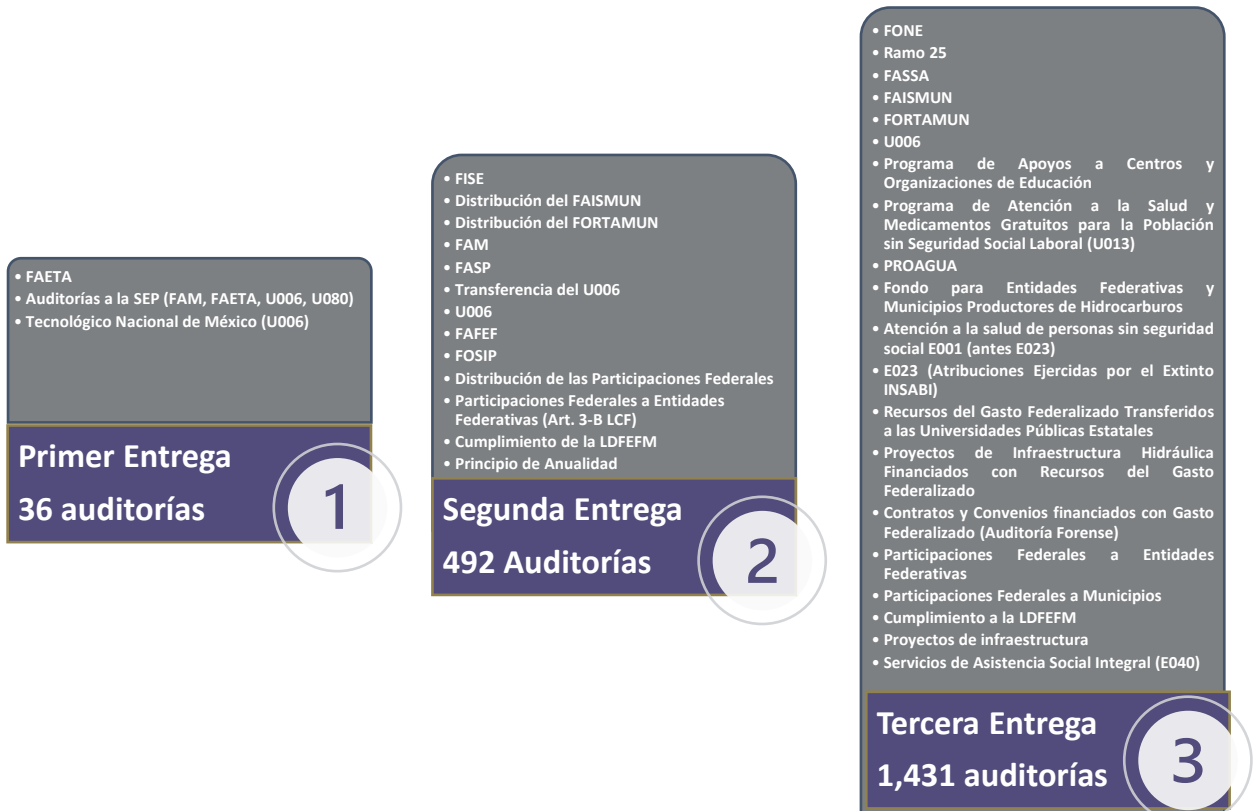 • FAETA
• Auditorías a la SEP (FAM, FAETA, U006, U080)
• Tecnológico Nacional de México (U006)
Primer Entrega
36 auditorías
1
• FISE
• Distribución del FAISMUN
• Distribución del FORTAMUN
• FAM
• FASP
• Transferencia del U006
• U006
• FAFEF
• FOSIP
• Distribución de las Participaciones Federales
• Participaciones Federales a Entidades
Federativas (Art. 3-B LCF)
• Cumplimiento de la LDFEFM
• Principio de Anualidad
Segunda Entrega
492 Auditorías
2
• FONE
• Ramo 25
• FASSA
• FAISMUN
• FORTAMUN
• U006
• Programa de Apoyos a Centros y
Organizaciones de Educación
• Programa de Atención a la Salud y
Medicamentos Gratuitos para la Población
sin Seguridad Social Laboral (U013)
• PROAGUA
• Fondo para Entidades Federativas y
Municipios Productores de Hidrocarburos
• Atención a la salud de personas sin seguridad
social E001 (antes E023)
• E023 (Atribuciones Ejercidas por el Extinto
INSABI)
• Recursos del Gasto Federalizado Transferidos
a las Universidades Públicas Estatales
• Proyectos de Infraestructura Hidráulica
Financiados con Recursos del Gasto
Federalizado
• Contratos y Convenios financiados con Gasto
Federalizado (Auditoría Forense)
• Participaciones Federales a Entidades
Federativas
• Participaciones Federales a Municipios
• Cumplimiento a la LDFEFM
• Proyectos de infraestructura
• Servicios de Asistencia Social Integral (E040)
Tercera Entrega
1,431 auditorías
3